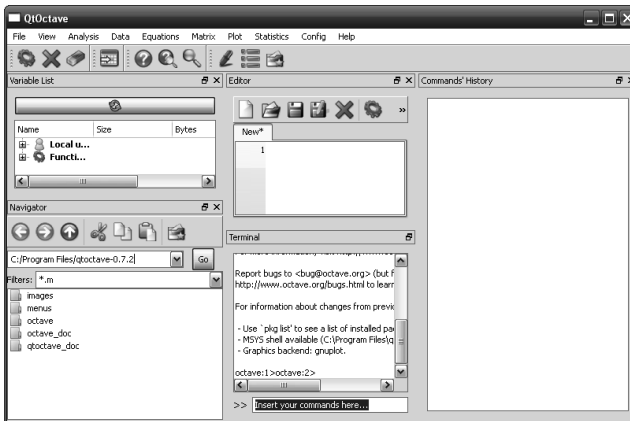 QtOctave
File View Analysis Data Equations Matrix Plot Statistics Config Help
Variable List
Name Size Bytes
Local u...
Functi...
Navigator
C:/Program Files/qtoctave-0.7.2
Go
Filters: *.m
images
menus
octave
octave_doc
qtoctave_doc
Editor
»
New*
1
Terminal
Report bugs to <bug@octave.org> (but f
http://www.octave.org/bugs.html to learr
For information about changes from previc
- Use `pkg list' to see a list of installed pac
- MSYS shell available (C:\Program Files\q
- Graphics backend: gnuplot.
octave:1>octave:2>
>> Insert your commands here...
Commands' History